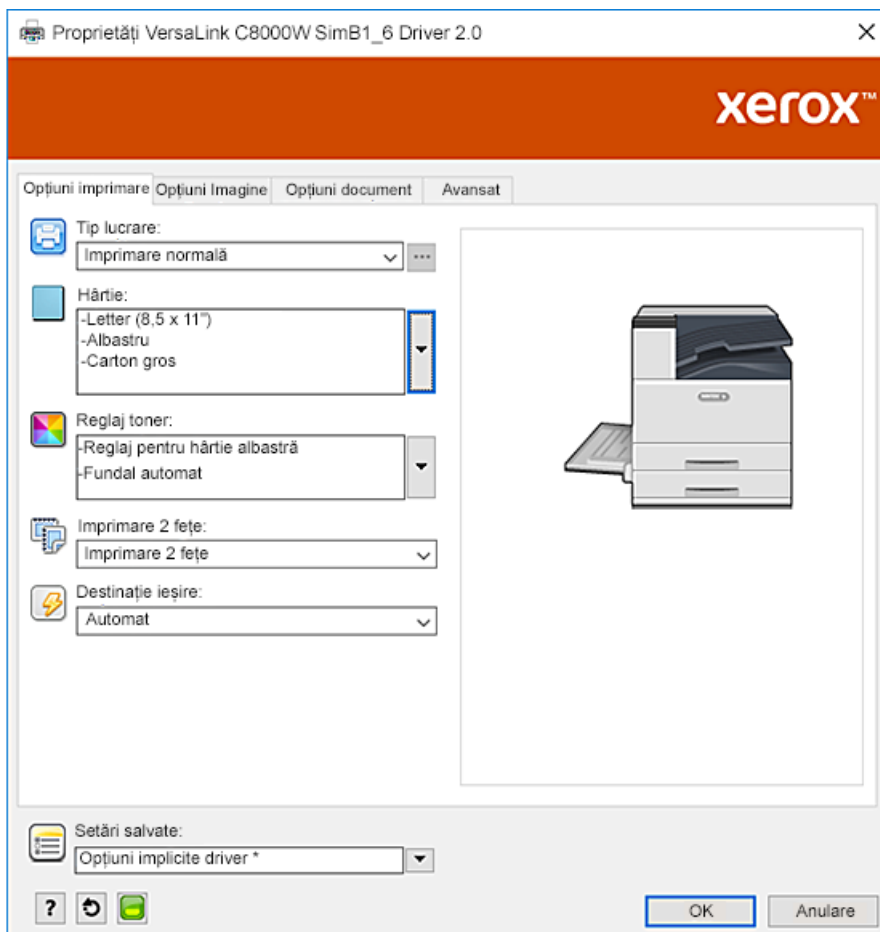 Proprietăți VersaLink C8000W SimB1_6 Driver 2.0
xerox™
Opțiuni imprimare Opțiuni Imagine Opțiuni document Avansat
Tip lucrare:
Imprimare normală
Hârtie:
-Letter (8,5 x 11")
-Albastru
-Carton gros
Reglaj toner:
-Reglaj pentru hârtie albastră
-Fundal automat
Imprimare 2 fețe:
Imprimare 2 fețe
Destinație ieșire:
Automat
Setări salvate:
Opțiuni implicite driver *
?
OK Anulare